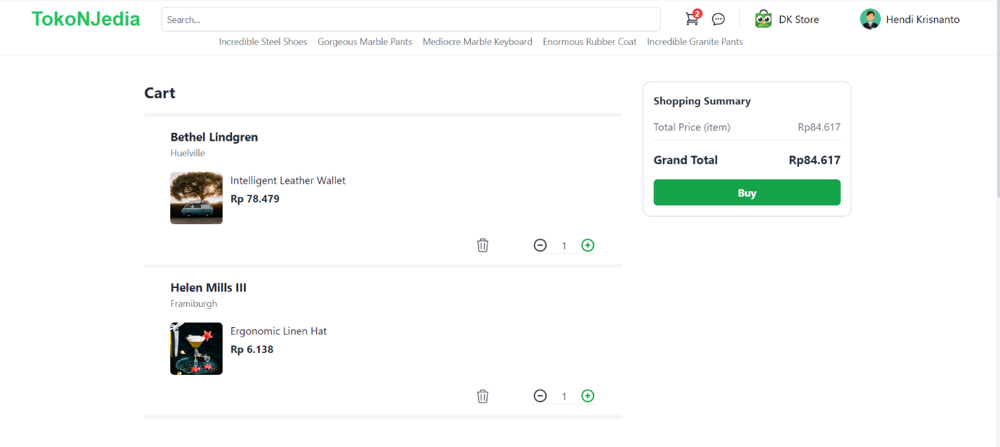 TokoNJedia
Search...
2
DK Store
Hendi Krisnanto
Incredible Steel Shoes Gorgeous Marble Pants Mediocre Marble Keyboard Enormous Rubber Coat Incredible Granite Pants
Cart
Bethel Lindgren
Huelville
Intelligent Leather Wallet
Rp 78.479
1
Helen Mills III
Framiburgh
Ergonomic Linen Hat
Rp 6.138
1
Shopping Summary
Total Price (item) Rp84.617
Grand Total Rp84.617
Buy